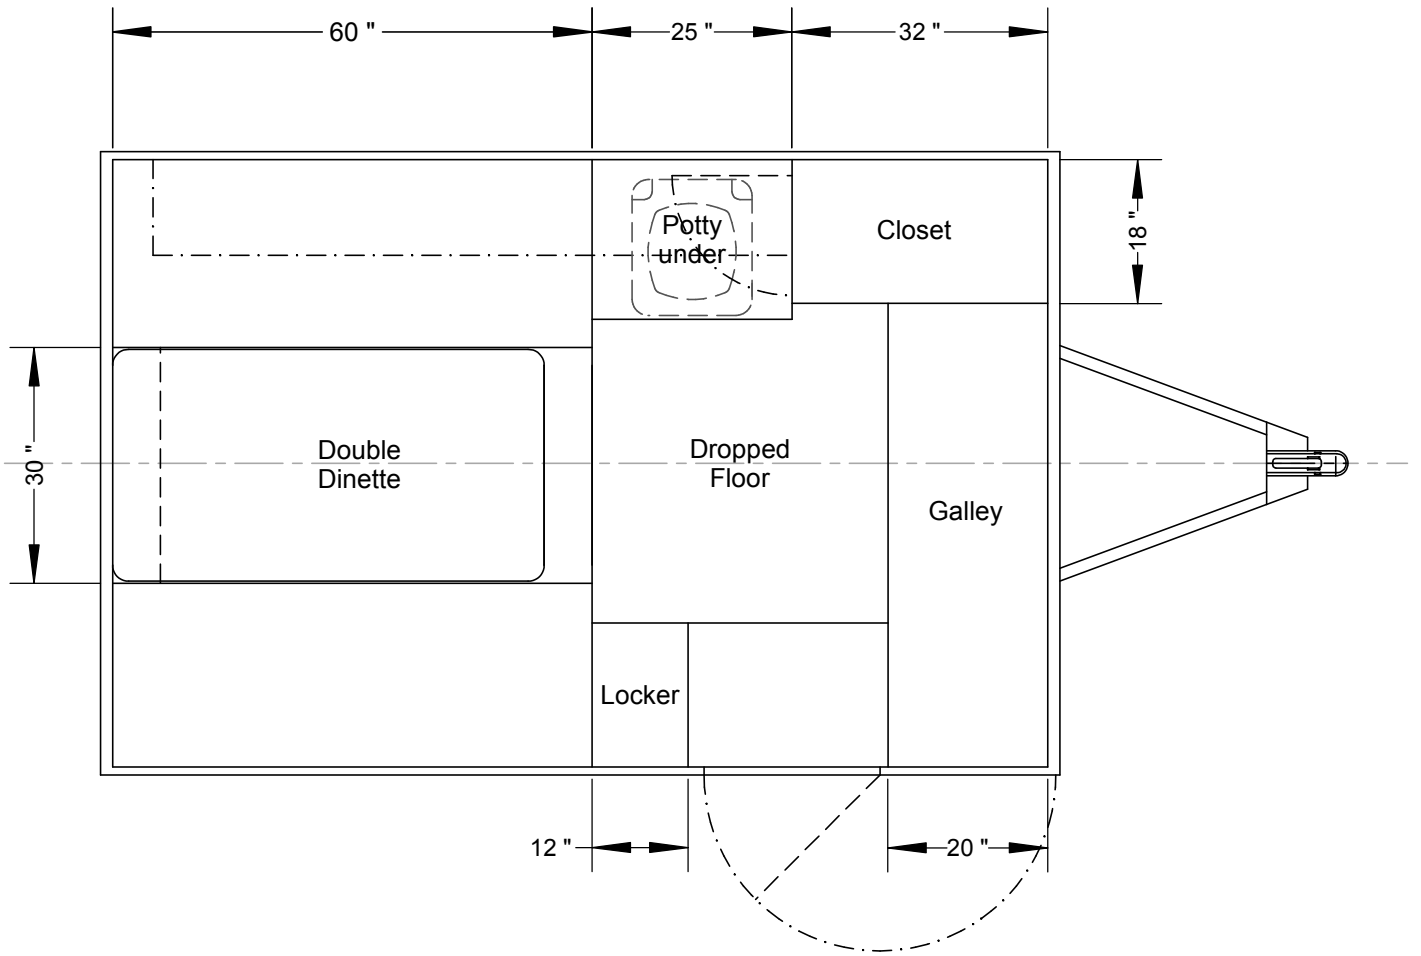 60 "
25 "
32 "
Potty
under
Closet
18 "
30 "
Double
Dinette
Dropped
Floor
Galley
Locker
12 "
20 "